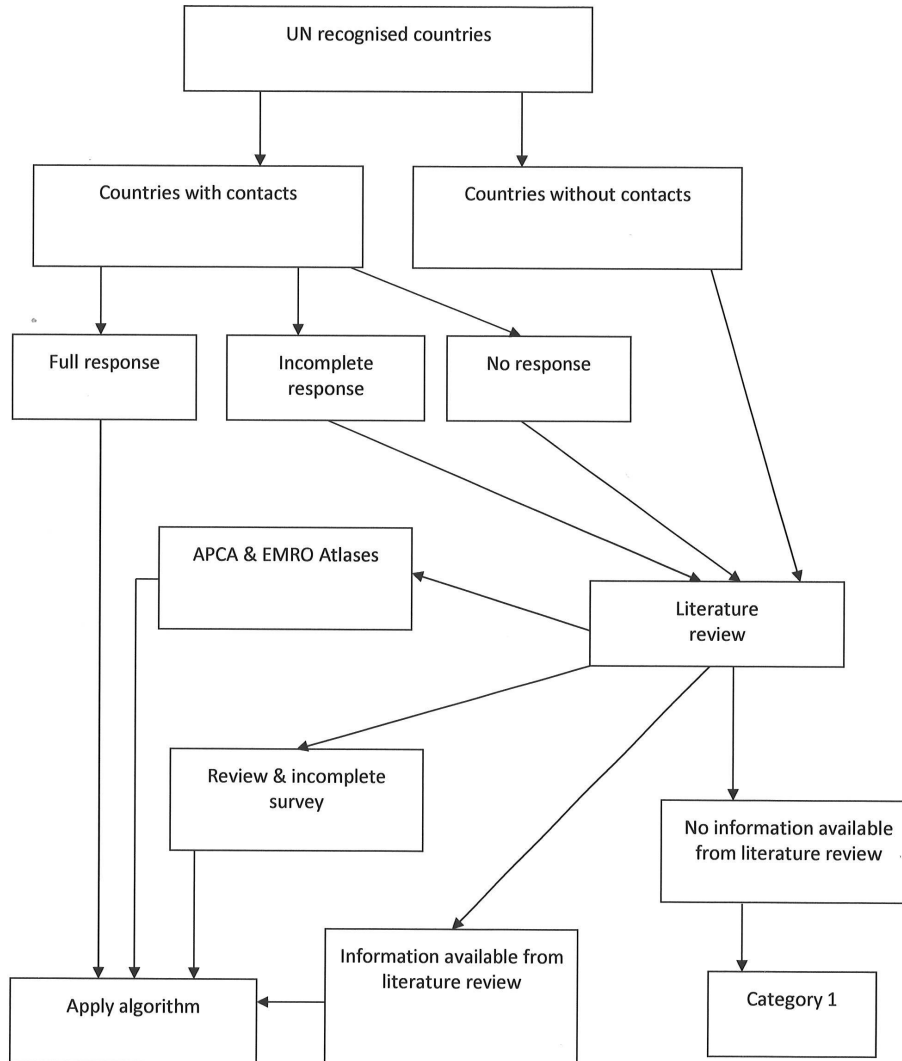 UN recognised countries
Countries with contacts
Countries without contacts
Full response
Incomplete
response
No response
APCA & EMRO Atlases
Literature
review
Review & incomplete
survey
No information available
from literature review
Information available from
literature review
Apply algorithm
Category 1